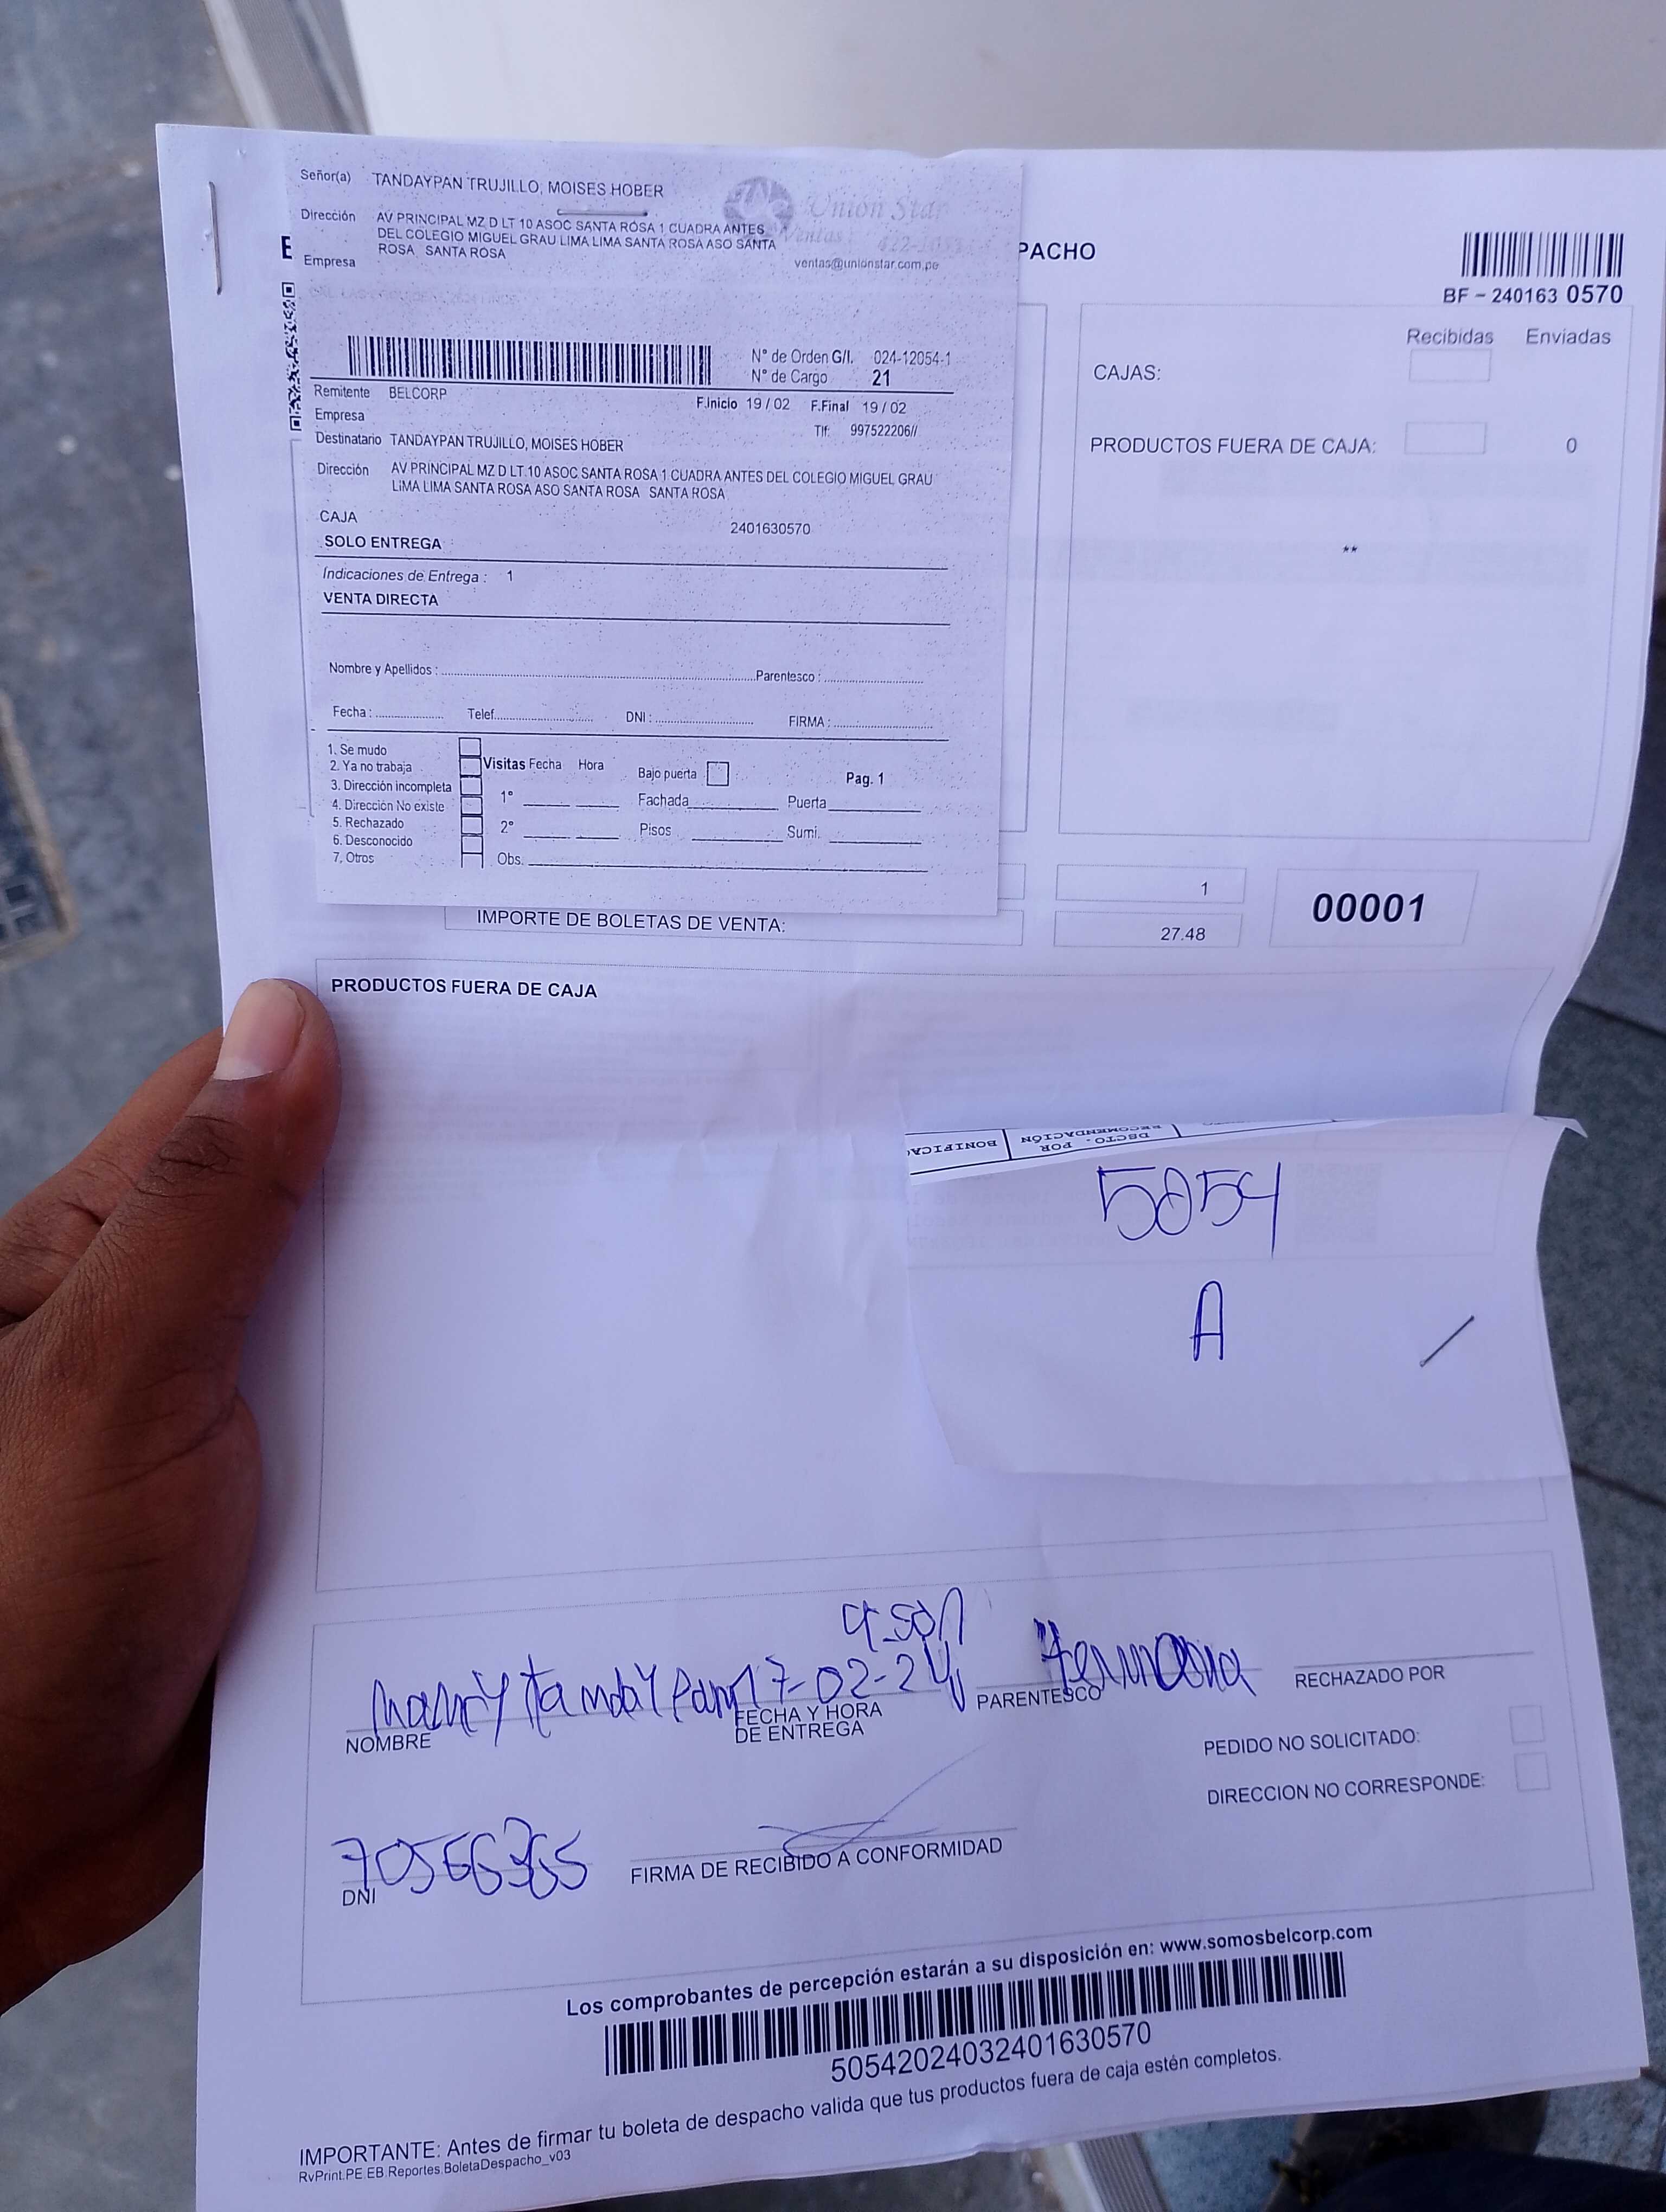 Señor(a) TANDAYPAN TRUJILLO, MOISES HOBER
Unión Star
Dirección AV PRINCIPAL MZ D LT 10 ASOC SANTA ROSA 1 CUADRA ANTES
DEL COLEGIO MIGUEL GRAU LIMA LIMA SANTA ROSA ASO SANTA
ROSA SANTA ROSA
Ventas:
Empresa
ventas@unionstar.com.pe
E
PACHO
BF - 240163 0570
Recibidas Enviadas
CAJAS:
PRODUCTOS FUERA DE CAJA: 0
**
N° de Orden G/I. 024-12054-1
N° de Cargo 21
Remitente BELCORP
F.Inicio 19 / 02 F.Final 19 / 02
Empresa
Tlf: 997522206//
Destinatario TANDAYPAN TRUJILLO, MOISES HOBER
Dirección AV PRINCIPAL MZ D LT 10 ASOC SANTA ROSA 1 CUADRA ANTES DEL COLEGIO MIGUEL GRAU
LIMA LIMA SANTA ROSA ASO SANTA ROSA SANTA ROSA
CAJA 2401630570
SOLO ENTREGA
Indicaciones de Entrega : 1
VENTA DIRECTA
Nombre y Apellidos : Parentesco :
Fecha : Telef. DNI : FIRMA :
1. Se mudo
2. Ya no trabaja
3. Dirección incompleta
4. Dirección No existe
5. Rechazado
6. Desconocido
7. Otros
Visitas Fecha Hora Bajo puerta Pag. 1
1° Fachada Puerta
2° Pisos Sumi.
Obs.
1
IMPORTE DE BOLETAS DE VENTA: 27.48
00001
PRODUCTOS FUERA DE CAJA
DSCTO. POR
RECOMENDACIÓN
5054
A
17-02-24
Hermana
NOMBRE
FECHA Y HORA
DE ENTREGA
PARENTESCO
RECHAZADO POR
PEDIDO NO SOLICITADO:
DIRECCION NO CORRESPONDE:
DNI
FIRMA DE RECIBIDO A CONFORMIDAD
Los comprobantes de percepción estarán a su disposición en: www.somosbelcorp.com
50542024032401630570
IMPORTANTE: Antes de firmar tu boleta de despacho valida que tus productos fuera de caja estén completos.
RvPrint.PE.EB.Reportes.BoletaDespacho_v03